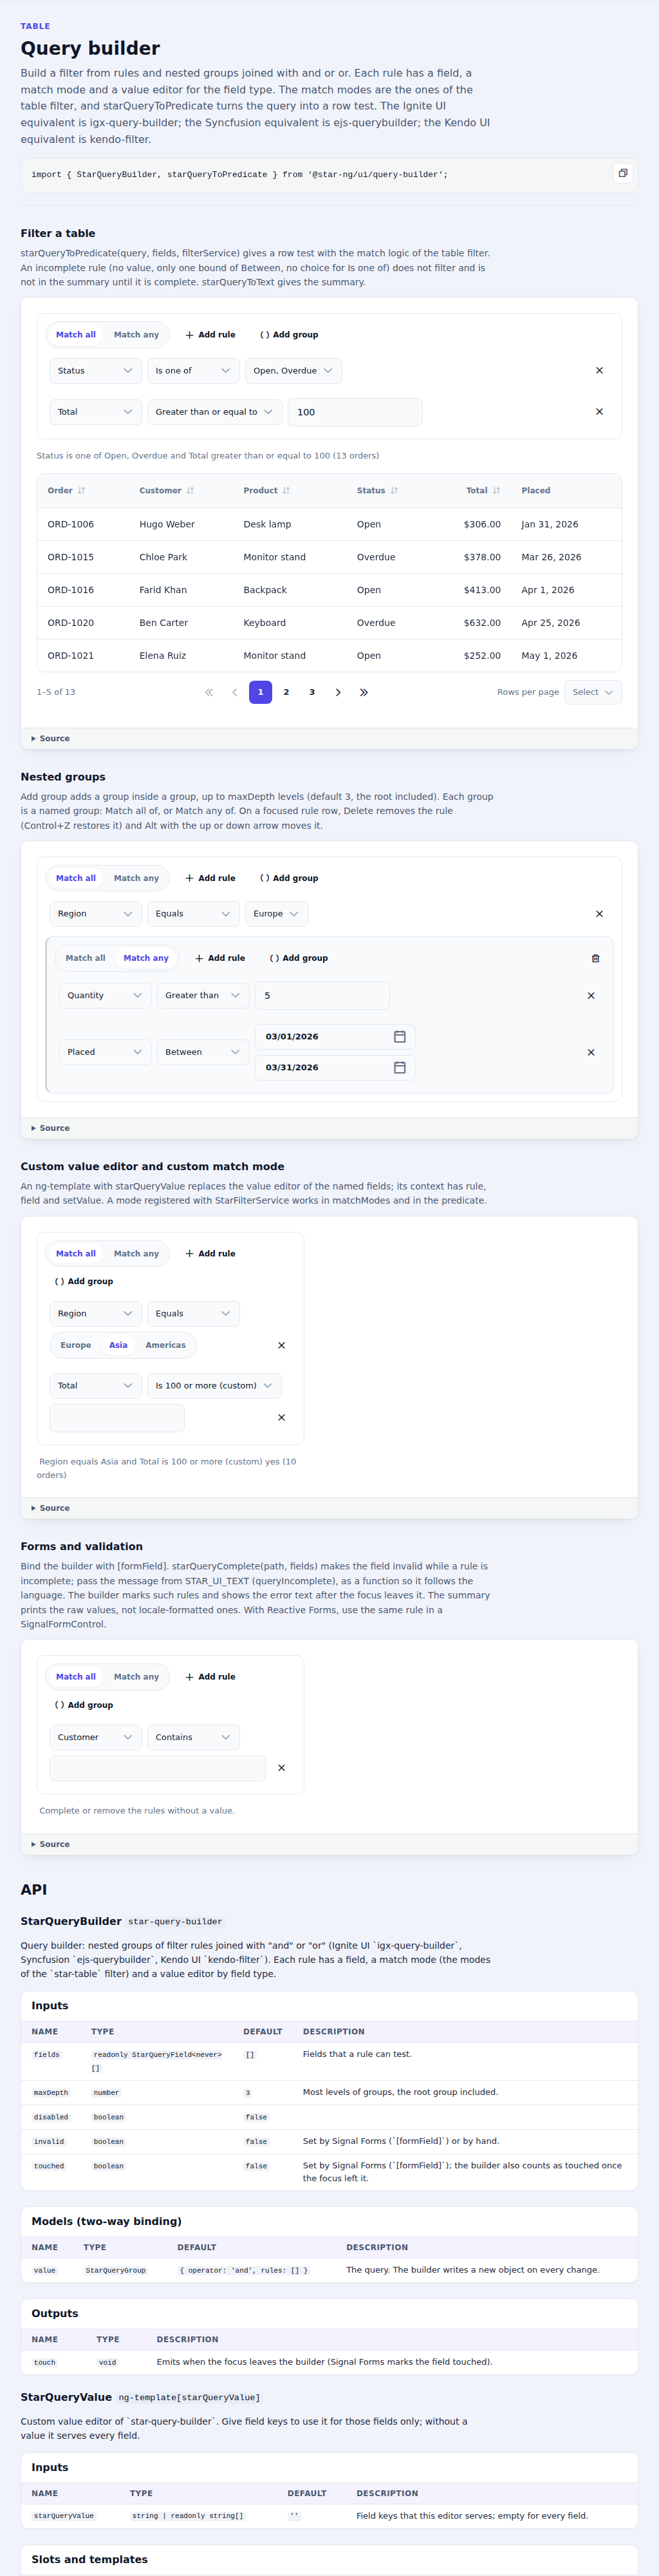 TABLE
Query builder
Build a filter from rules and nested groups joined with and or or. Each rule has a field, a
match mode and a value editor for the field type. The match modes are the ones of the
table filter, and starQueryToPredicate turns the query into a row test. The Ignite UI
equivalent is igx-query-builder; the Syncfusion equivalent is ejs-querybuilder; the Kendo UI
equivalent is kendo-filter.
import { StarQueryBuilder, starQueryToPredicate } from '@star-ng/ui/query-builder';
Filter a table
starQueryToPredicate(query, fields, filterService) gives a row test with the match logic of the table filter.
An incomplete rule (no value, only one bound of Between, no choice for Is one of) does not filter and is
not in the summary until it is complete. starQueryToText gives the summary.
Match all Match any Add rule Add group
Status Is one of Open, Overdue
Total Greater than or equal to 100
Status is one of Open, Overdue and Total greater than or equal to 100 (13 orders)
Order Customer Product Status Total Placed
ORD-1006 Hugo Weber Desk lamp Open $306.00 Jan 31, 2026
ORD-1015 Chloe Park Monitor stand Overdue $378.00 Mar 26, 2026
ORD-1016 Farid Khan Backpack Open $413.00 Apr 1, 2026
ORD-1020 Ben Carter Keyboard Overdue $632.00 Apr 25, 2026
ORD-1021 Elena Ruiz Monitor stand Open $252.00 May 1, 2026
1–5 of 13 1 2 3 Rows per page Select
Source
Nested groups
Add group adds a group inside a group, up to maxDepth levels (default 3, the root included). Each group
is a named group: Match all of, or Match any of. On a focused rule row, Delete removes the rule
(Control+Z restores it) and Alt with the up or down arrow moves it.
Match all Match any Add rule Add group
Region Equals Europe
Match all Match any Add rule Add group
Quantity Greater than 5
Placed Between 03/01/2026
03/31/2026
Source
Custom value editor and custom match mode
An ng-template with starQueryValue replaces the value editor of the named fields; its context has rule,
field and setValue. A mode registered with StarFilterService works in matchModes and in the predicate.
Match all Match any Add rule
Add group
Region Equals
Europe Asia Americas
Total Is 100 or more (custom)
Region equals Asia and Total is 100 or more (custom) yes (10
orders)
Source
Forms and validation
Bind the builder with [formField]. starQueryComplete(path, fields) makes the field invalid while a rule is
incomplete; pass the message from STAR_UI_TEXT (queryIncomplete), as a function so it follows the
language. The builder marks such rules and shows the error text after the focus leaves it. The summary
prints the raw values, not locale-formatted ones. With Reactive Forms, use the same rule in a
SignalFormControl.
Match all Match any Add rule
Add group
Customer Contains
Complete or remove the rules without a value.
Source
API
StarQueryBuilder star-query-builder
Query builder: nested groups of filter rules joined with "and" or "or" (Ignite UI `igx-query-builder`,
Syncfusion `ejs-querybuilder`, Kendo UI `kendo-filter`). Each rule has a field, a match mode (the modes
of the `star-table` filter) and a value editor by field type.
Inputs
NAME TYPE DEFAULT DESCRIPTION
fields readonly StarQueryField<never>[] [] Fields that a rule can test.
maxDepth number 3 Most levels of groups, the root group included.
disabled boolean false
invalid boolean false Set by Signal Forms (`[formField]`) or by hand.
touched boolean false Set by Signal Forms (`[formField]`); the builder also counts as touched once
the focus left it.
Models (two-way binding)
NAME TYPE DEFAULT DESCRIPTION
value StarQueryGroup { operator: 'and', rules: [] } The query. The builder writes a new object on every change.
Outputs
NAME TYPE DESCRIPTION
touch void Emits when the focus leaves the builder (Signal Forms marks the field touched).
StarQueryValue ng-template[starQueryValue]
Custom value editor of `star-query-builder`. Give field keys to use it for those fields only; without a
value it serves every field.
Inputs
NAME TYPE DEFAULT DESCRIPTION
starQueryValue string | readonly string[] '' Field keys that this editor serves; empty for every field.
Slots and templates